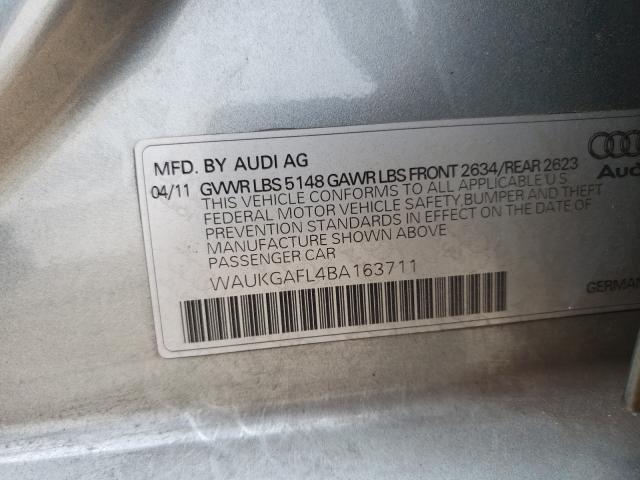 MFD. BY AUDI AG
04/11 GVWR LBS 5148 GAWR LBS FRONT 2634/REAR 2623
THIS VEHICLE CONFORMS TO ALL APPLICABLE U.S
FEDERAL MOTOR VEHICLE SAFETY,BUMPER AND THEFT
PREVENTION STANDARDS IN EFFECT ON THE DATE OF
MANUFACTURE SHOWN ABOVE
PASSENGER CAR
WAUKGAFL4BA163711
Aud
GERMAN